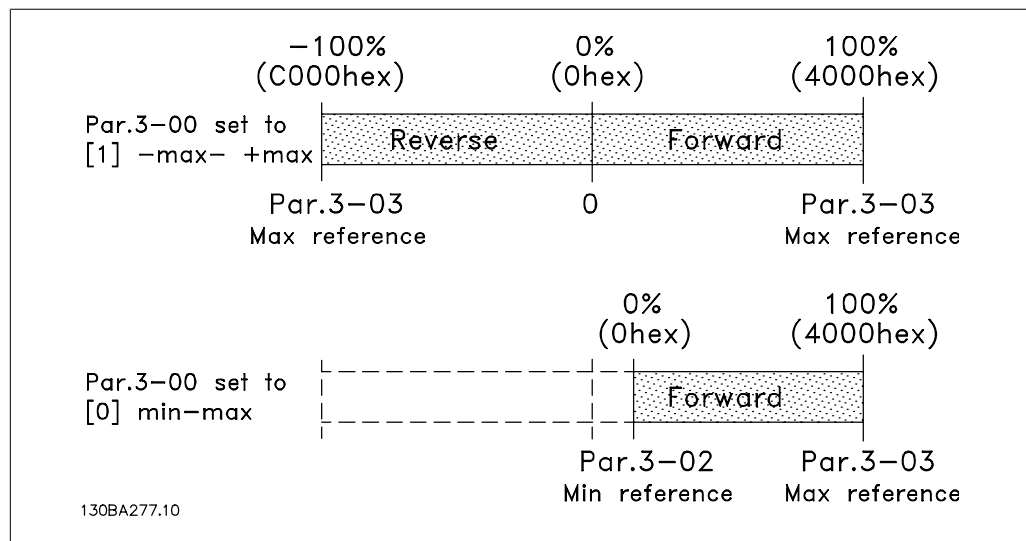 -100% 0% 100%
(C000hex) (0hex) (4000hex)
Par.3-00 set to
[1] -max- +max
Reverse Forward
Par.3-03 0 Par.3-03
Max reference Max reference
0% 100%
(0hex) (4000hex)
Par.3-00 set to
[0] min-max
Forward
Par.3-02 Par.3-03
Min reference Max reference
130BA277.10